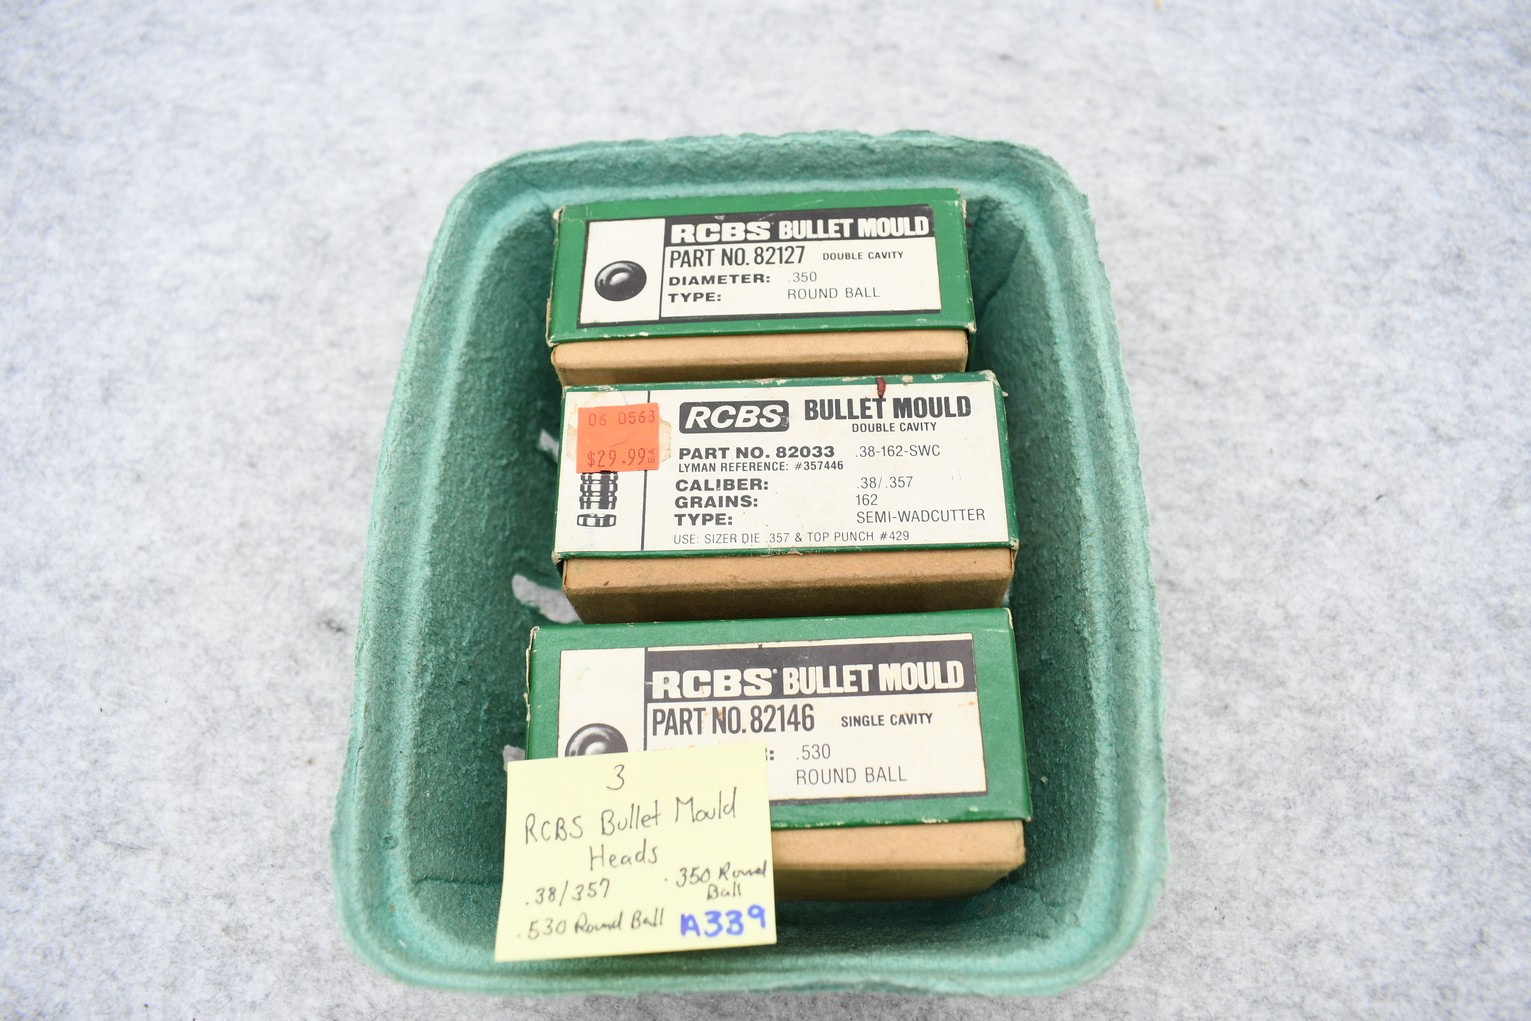 RCBS BULLET MOULD
PART NO. 82127 DOUBLE CAVITY
DIAMETER: .350
TYPE: ROUND BALL
06 0568
$29.99 EA
RCBS BULLET MOULD
DOUBLE CAVITY
PART NO. 82033 .38-162-SWC
LYMAN REFERENCE: #357446
CALIBER: .38/.357
GRAINS: 162
TYPE: SEMI-WADCUTTER
USE: SIZER DIE .357 & TOP PUNCH #429
RCBS BULLET MOULD
PART NO. 82146 SINGLE CAVITY
.530
ROUND BALL
3
RCBS Bullet Mould
Heads
.38/357 .350 Round
Ball
.530 Round Ball A339